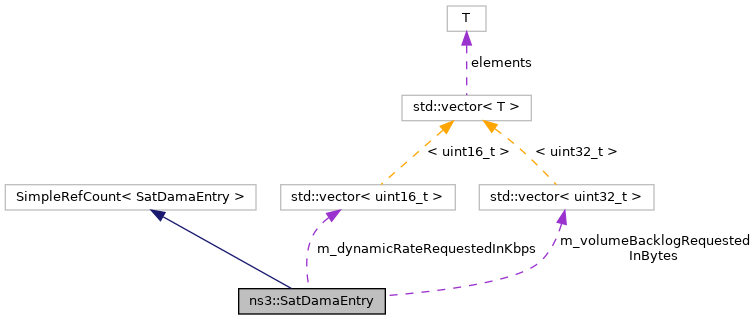 T
elements
std::vector< T >
< uint16_t >
< uint32_t >
SimpleRefCount< SatDamaEntry >
std::vector< uint16_t >
std::vector< uint32_t >
m_dynamicRateRequestedInKbps
m_volumeBacklogRequested
InBytes
ns3::SatDamaEntry